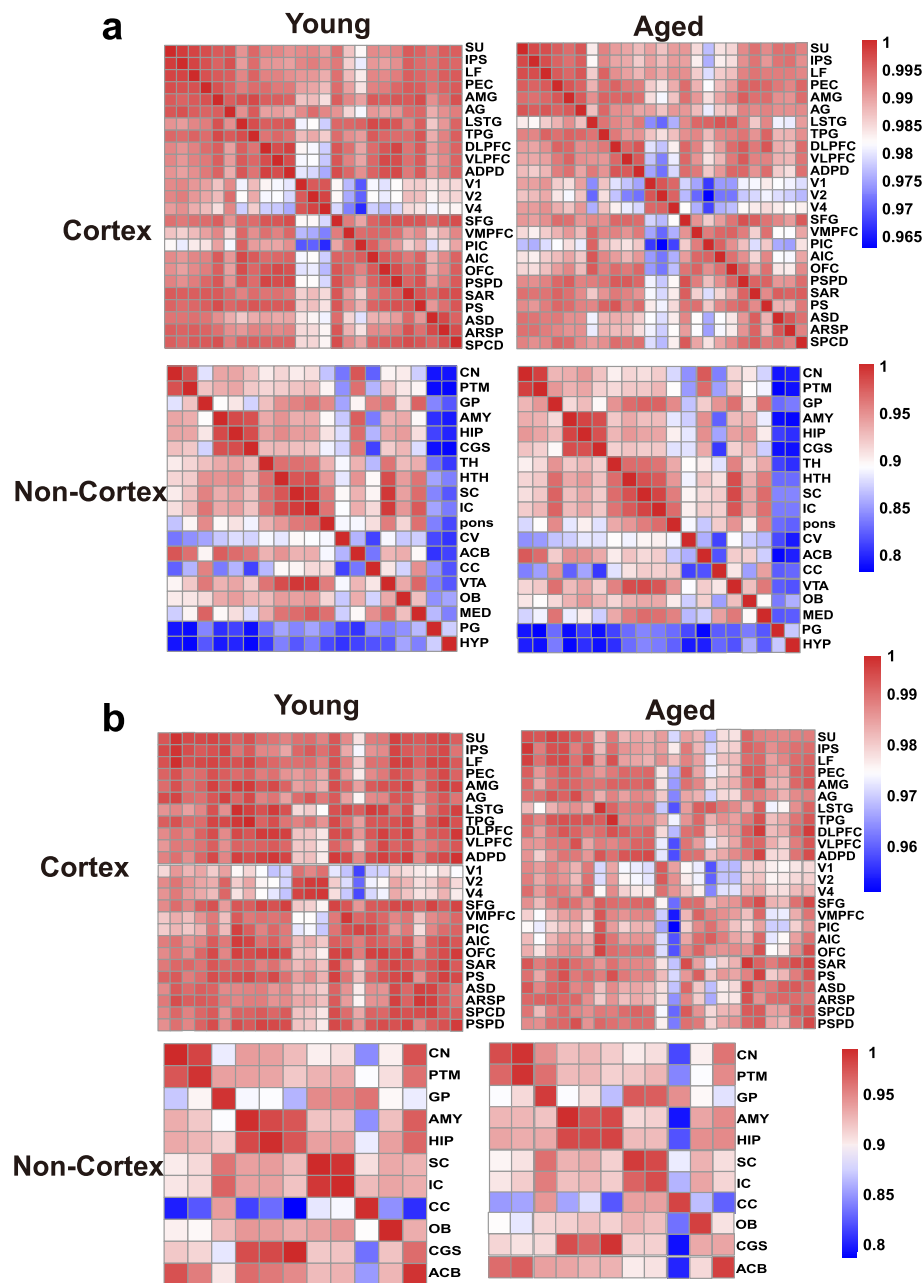 a
Young
Aged
Cortex
SU
IPS
LF
PEC
AMG
AG
LSTG
TPG
DLPFC
VLPFC
ADPD
V1
V2
V4
SFG
VMPFC
PIC
AIC
OFC
PSPD
SAR
PS
ASD
ARSP
SPCD
SU
IPS
LF
PEC
AMG
AG
LSTG
TPG
DLPFC
VLPFC
ADPD
V1
V2
V4
SFG
VMPFC
PIC
AIC
OFC
PSPD
SAR
PS
ASD
ARSP
SPCD
1
0.995
0.99
0.985
0.98
0.975
0.97
0.965
Non-Cortex
CN
PTM
GP
AMY
HIP
CGS
TH
HTH
SC
IC
pons
CV
ACB
CC
VTA
OB
MED
PG
HYP
CN
PTM
GP
AMY
HIP
CGS
TH
HTH
SC
IC
pons
CV
ACB
CC
VTA
OB
MED
PG
HYP
1
0.95
0.9
0.85
0.8
b
Young
Aged
Cortex
SU
IPS
LF
PEC
AMG
AG
LSTG
TPG
DLPFC
VLPFC
ADPD
V1
V2
V4
SFG
VMPFC
PIC
AIC
OFC
SAR
PS
ASD
ARSP
SPCD
PSPD
SU
IPS
LF
PEC
AMG
AG
LSTG
TPG
DLPFC
VLPFC
ADPD
V1
V2
V4
SFG
VMPFC
PIC
AIC
OFC
SAR
PS
ASD
ARSP
SPCD
PSPD
1
0.99
0.98
0.97
0.96
Non-Cortex
CN
PTM
GP
AMY
HIP
SC
IC
CC
OB
CGS
ACB
CN
PTM
GP
AMY
HIP
SC
IC
CC
OB
CGS
ACB
1
0.95
0.9
0.85
0.8